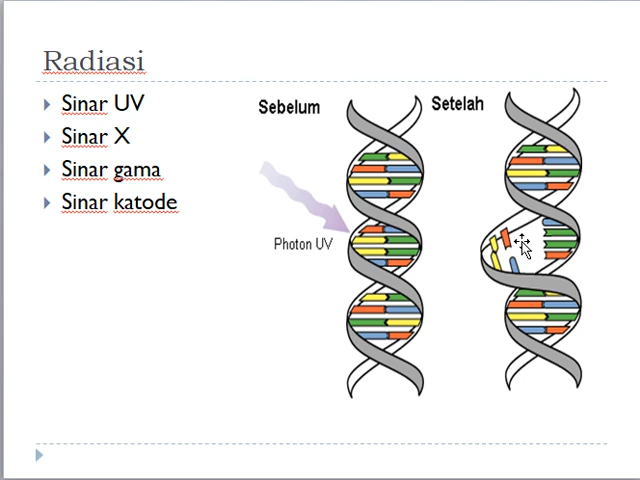 Radiasi
Sinar UV
Sinar X
Sinar gama
Sinar katode
Sebelum
Setelah
Photon UV